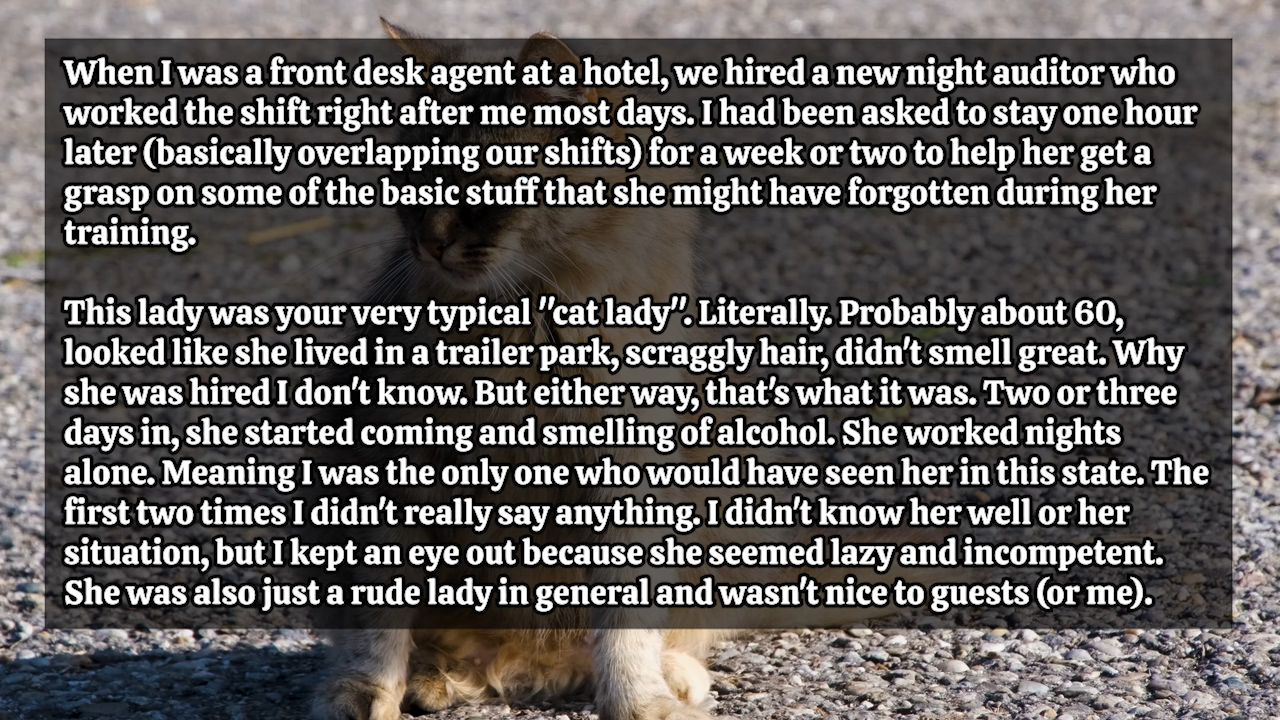 When I was a front desk agent at a hotel, we hired a new night auditor who
worked the shift right after me most days. I had been asked to stay one hour
later (basically overlapping our shifts) for a week or two to help her get a
grasp on some of the basic stuff that she might have forgotten during her
training.
This lady was your very typical "cat lady". Literally. Probably about 60,
looked like she lived in a trailer park, scraggly hair, didn't smell great. Why
she was hired I don't know. But either way, that's what it was. Two or three
days in, she started coming and smelling of alcohol. She worked nights
alone. Meaning I was the only one who would have seen her in this state. The
first two times I didn't really say anything. I didn't know her well or her
situation, but I kept an eye out because she seemed lazy and incompetent.
She was also just a rude lady in general and wasn't nice to guests (or me).